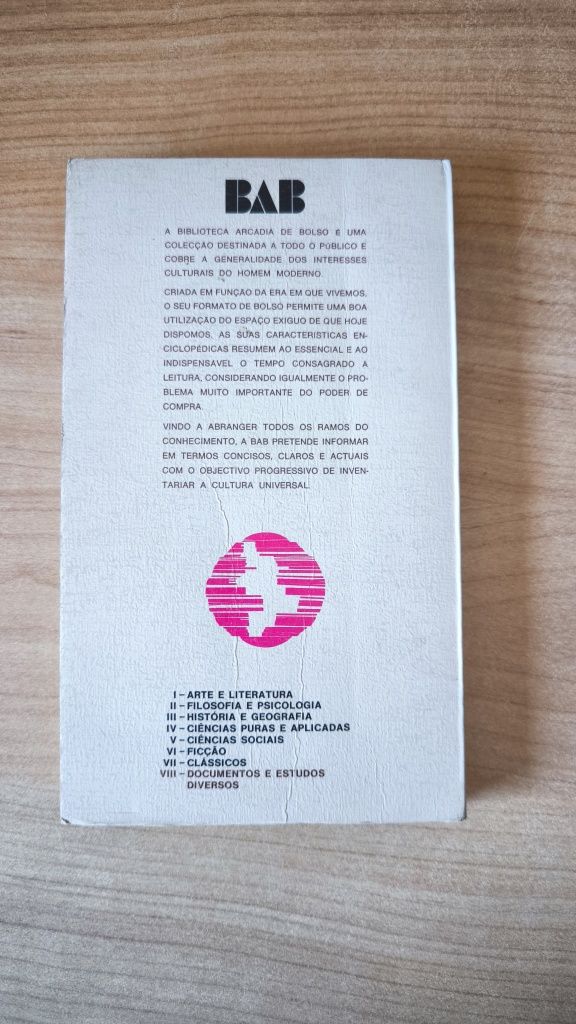 BAB
A BIBLIOTECA ARCADIA DE BOLSO É UMA
COLECÇÃO DESTINADA A TODO O PÚBLICO E
COBRE A GENERALIDADE DOS INTERESSES
CULTURAIS DO HOMEM MODERNO.
CRIADA EM FUNÇÃO DA ERA EM QUE VIVEMOS,
O SEU FORMATO DE BOLSO PERMITE UMA BOA
UTILIZAÇÃO DO ESPAÇO EXIGUO DE QUE HOJE
DISPOMOS. AS SUAS CARACTERÍSTICAS EN-
CICLOPÉDICAS RESUMEM AO ESSENCIAL E AO
INDISPENSÁVEL O TEMPO CONSAGRADO À
LEITURA, CONSIDERANDO IGUALMENTE O PRO-
BLEMA MUITO IMPORTANTE DO PODER DE
COMPRA.
VINDO A ABRANGER TODOS OS RAMOS DO
CONHECIMENTO, A BAB PRETENDE INFORMAR
EM TERMOS CONCISOS, CLAROS E ACTUAIS
COM O OBJECTIVO PROGRESSIVO DE INVEN-
TARIAR A CULTURA UNIVERSAL.
I – ARTE E LITERATURA
II – FILOSOFIA E PSICOLOGIA
III – HISTÓRIA E GEOGRAFIA
IV – CIÊNCIAS PURAS E APLICADAS
V – CIÊNCIAS SOCIAIS
VI – FICÇÃO
VII – CLÁSSICOS
VIII – DOCUMENTOS E ESTUDOS
DIVERSOS